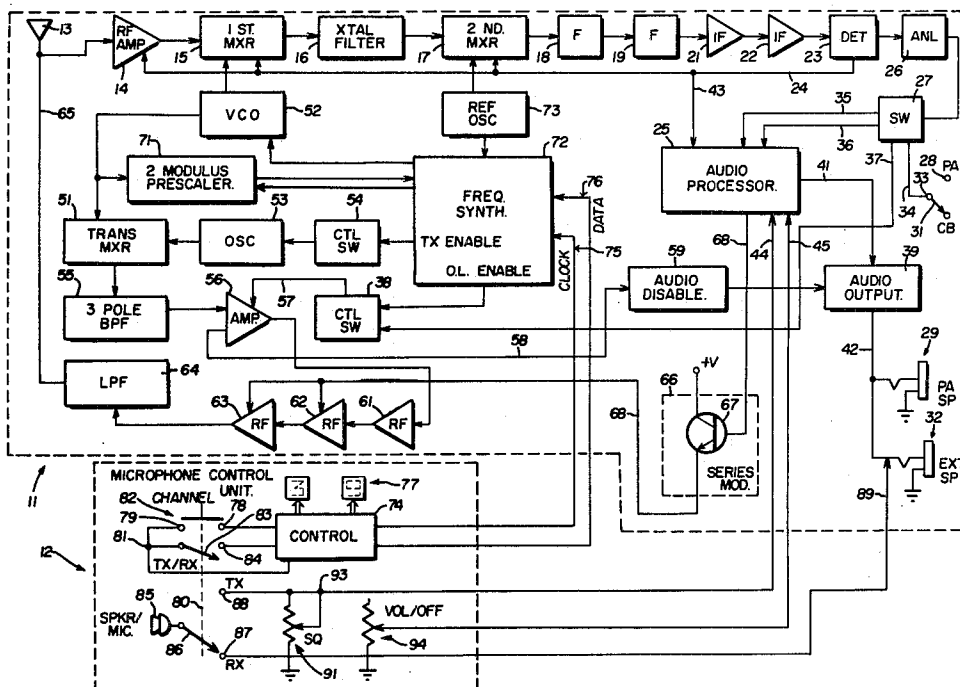 13
RF AMP.
14
1 ST. MXR
15
XTAL FILTER
16
2 ND. MXR
17
F
18
F
19
IF
21
IF
22
DET
23
ANL
26
24
43
65
VCO
52
REF OSC
73
27
SW
35
36
37
PA
28
33
34
31
CB
25
AUDIO PROCESSOR.
41
71
2 MODULUS PRESCALER.
72
FREQ. SYNTH.
TX ENABLE
O.L. ENABLE
76
DATA
CLOCK
75
51
TRANS MXR
53
OSC
54
CTL SW
68
44
45
59
AUDIO DISABLE.
39
AUDIO OUTPUT.
55
3 POLE BPF
56
AMP.
57
38
CTL SW
58
42
29
PA SP
64
LPF
63
RF
62
RF
61
RF
68
+V
66
67
SERIES MOD.
32
EXT SP
89
11
MICROPHONE CONTROL UNIT.
3
77
CHANNEL
82
79
78
83
74
CONTROL
81
84
TX/RX
12
93
TX
88
80
85
SPKR/ MIC.
86
87
RX
SQ
91
VOL/OFF
94